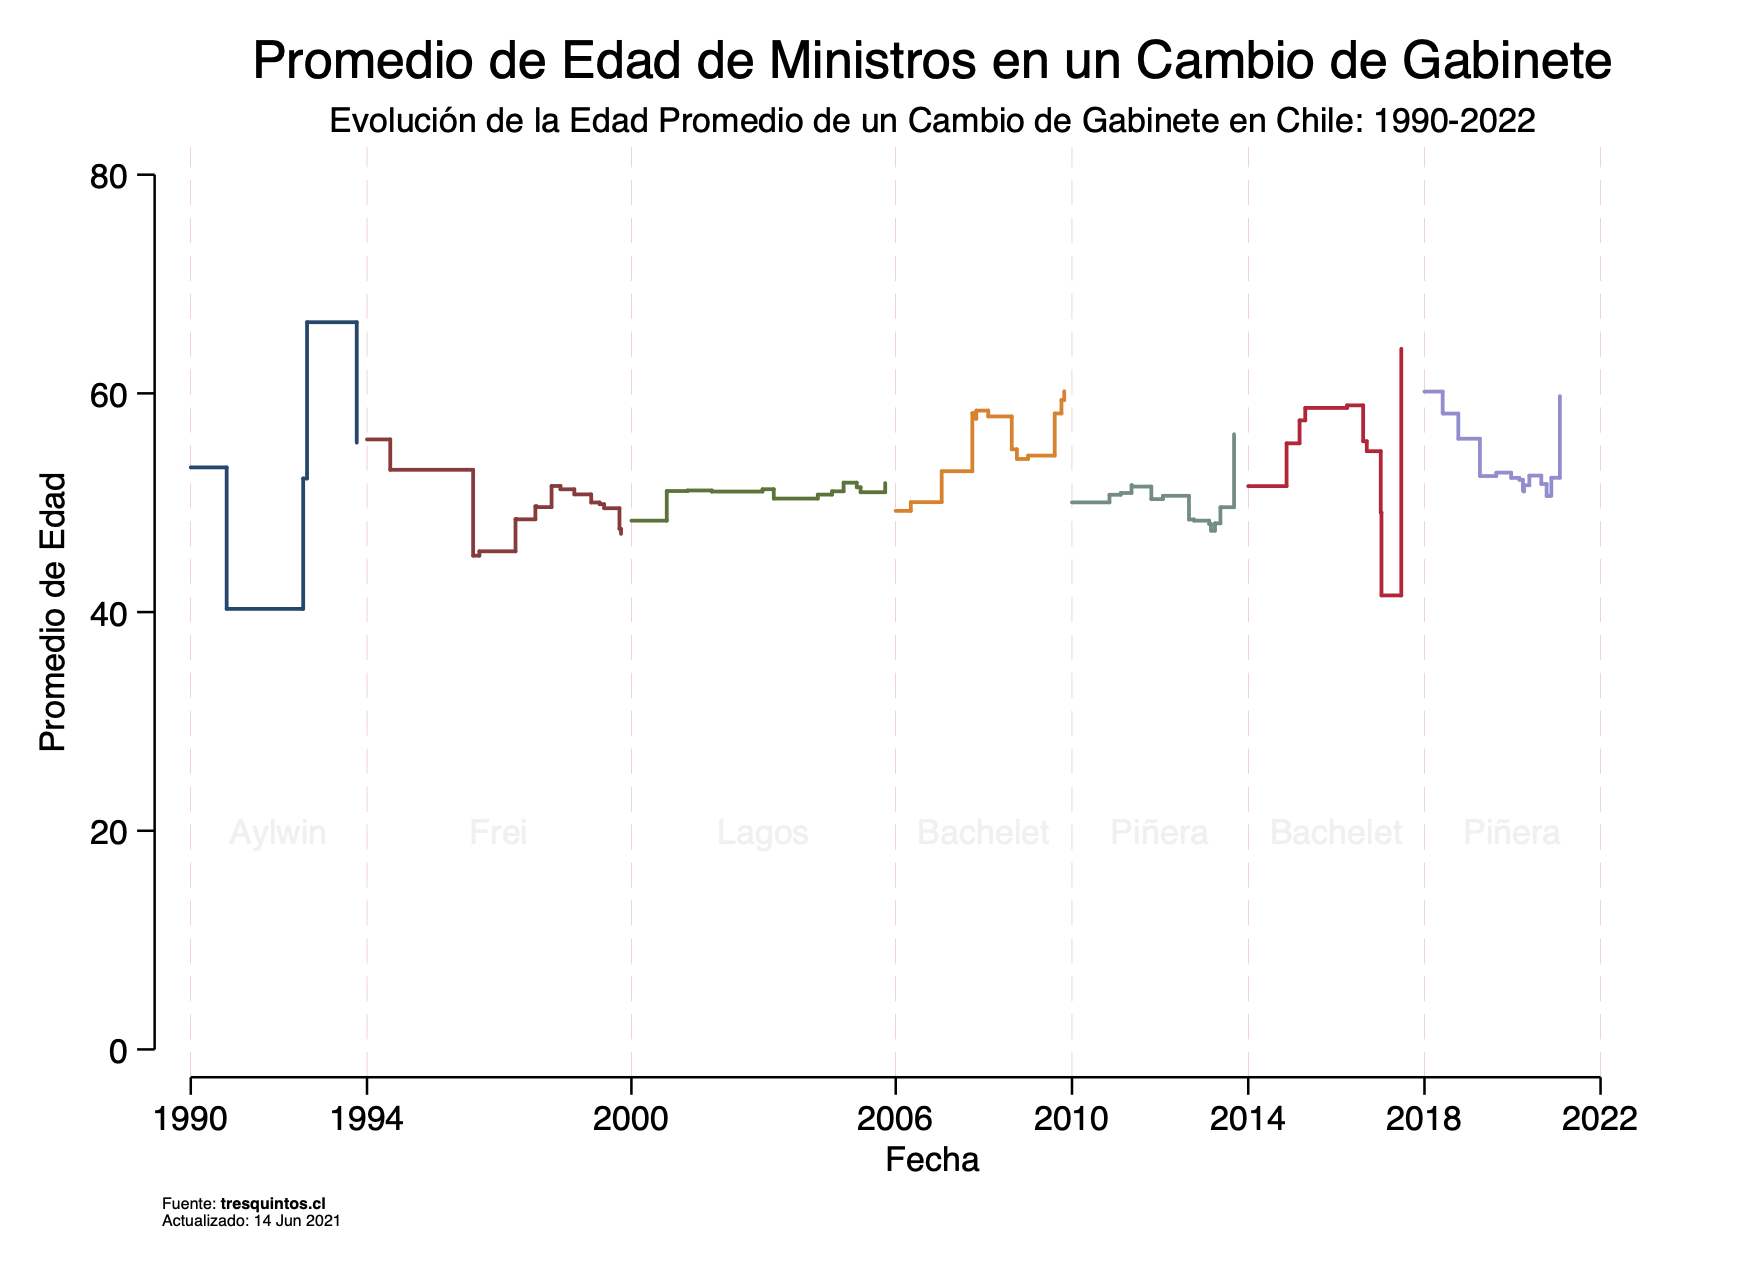 Promedio de Edad de Ministros en un Cambio de Gabinete
Evolución de la Edad Promedio de un Cambio de Gabinete en Chile: 1990-2022
80
60
40
20
0
Promedio de Edad
Aylwin
Frei
Lagos
Bachelet
Piñera
Bachelet
Piñera
1990
1994
2000
2006
2010
2014
2018
2022
Fecha
Fuente: tresquintos.cl
Actualizado: 14 Jun 2021